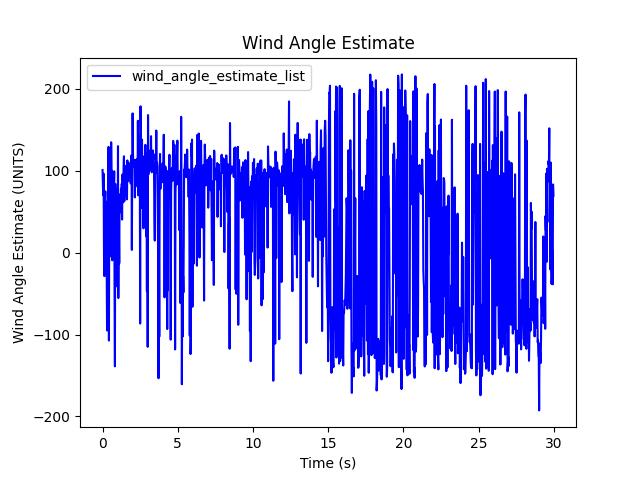 Wind Angle Estimate
wind_angle_estimate_list
Wind Angle Estimate (UNITS)
200
100
0
−100
−200
0 5 10 15 20 25 30
Time (s)